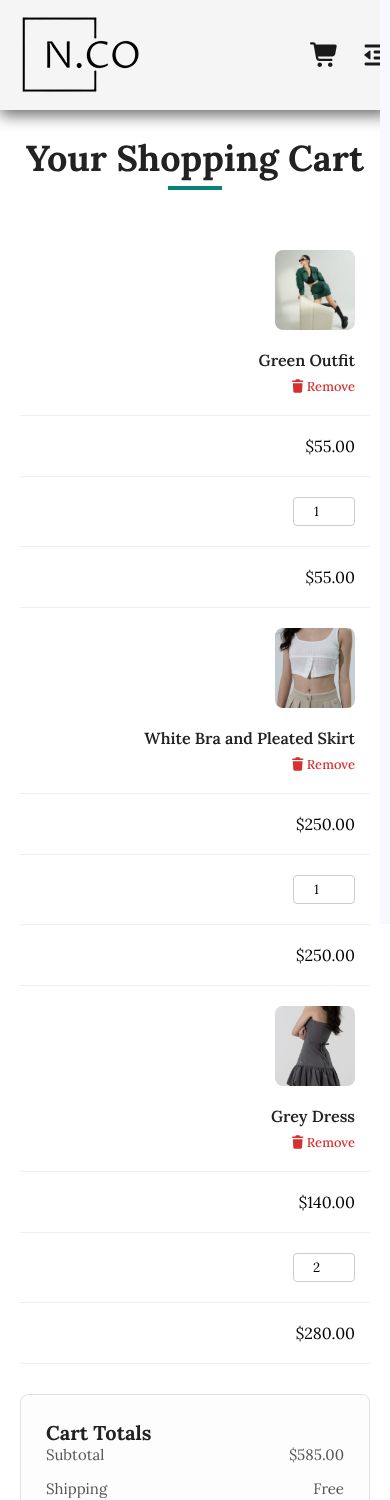 N.CO
Your Shopping Cart
Green Outfit
Remove
$55.00
1
$55.00
White Bra and Pleated Skirt
Remove
$250.00
1
$250.00
Grey Dress
Remove
$140.00
2
$280.00
Cart Totals
Subtotal $585.00
Shipping Free